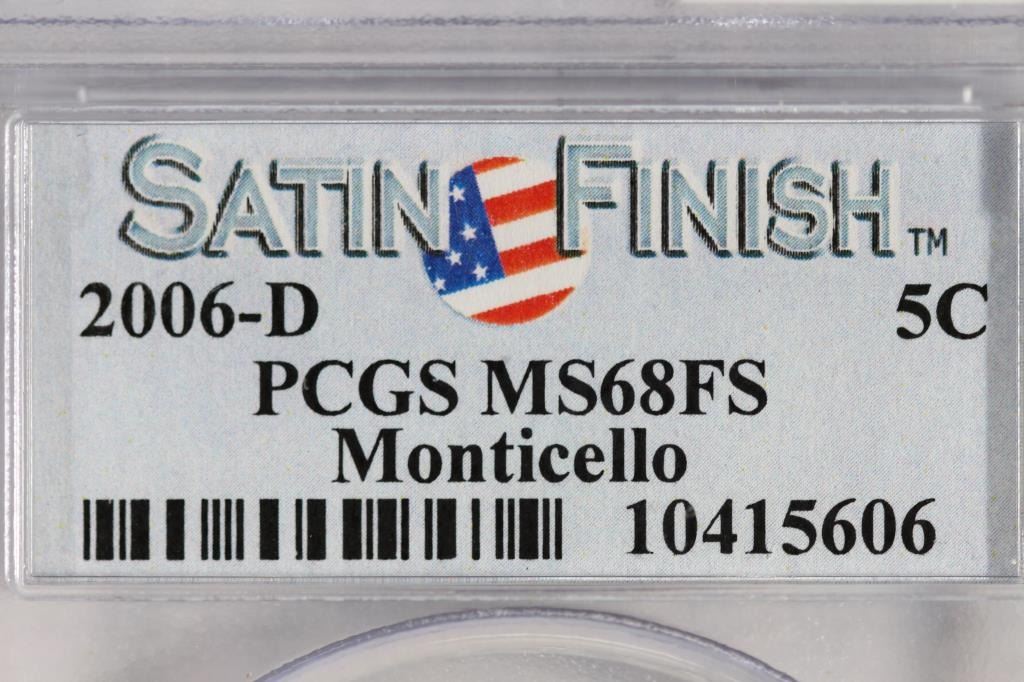 SATIN FINISH™
2006-D 5C
PCGS MS68FS
Monticello
10415606